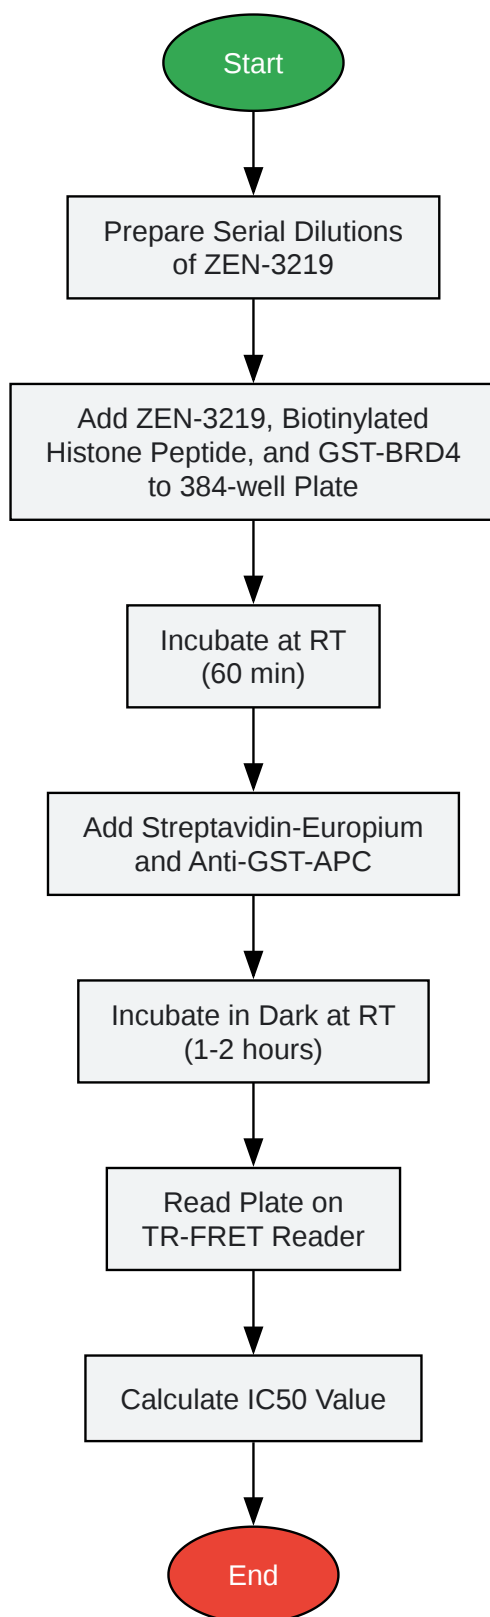 Start
Prepare Serial Dilutions
of ZEN-3219
Add ZEN-3219, Biotinylated
Histone Peptide, and GST-BRD4
to 384-well Plate
Incubate at RT
(60 min)
Add Streptavidin-Europium
and Anti-GST-APC
Incubate in Dark at RT
(1-2 hours)
Read Plate on
TR-FRET Reader
Calculate IC50 Value
End